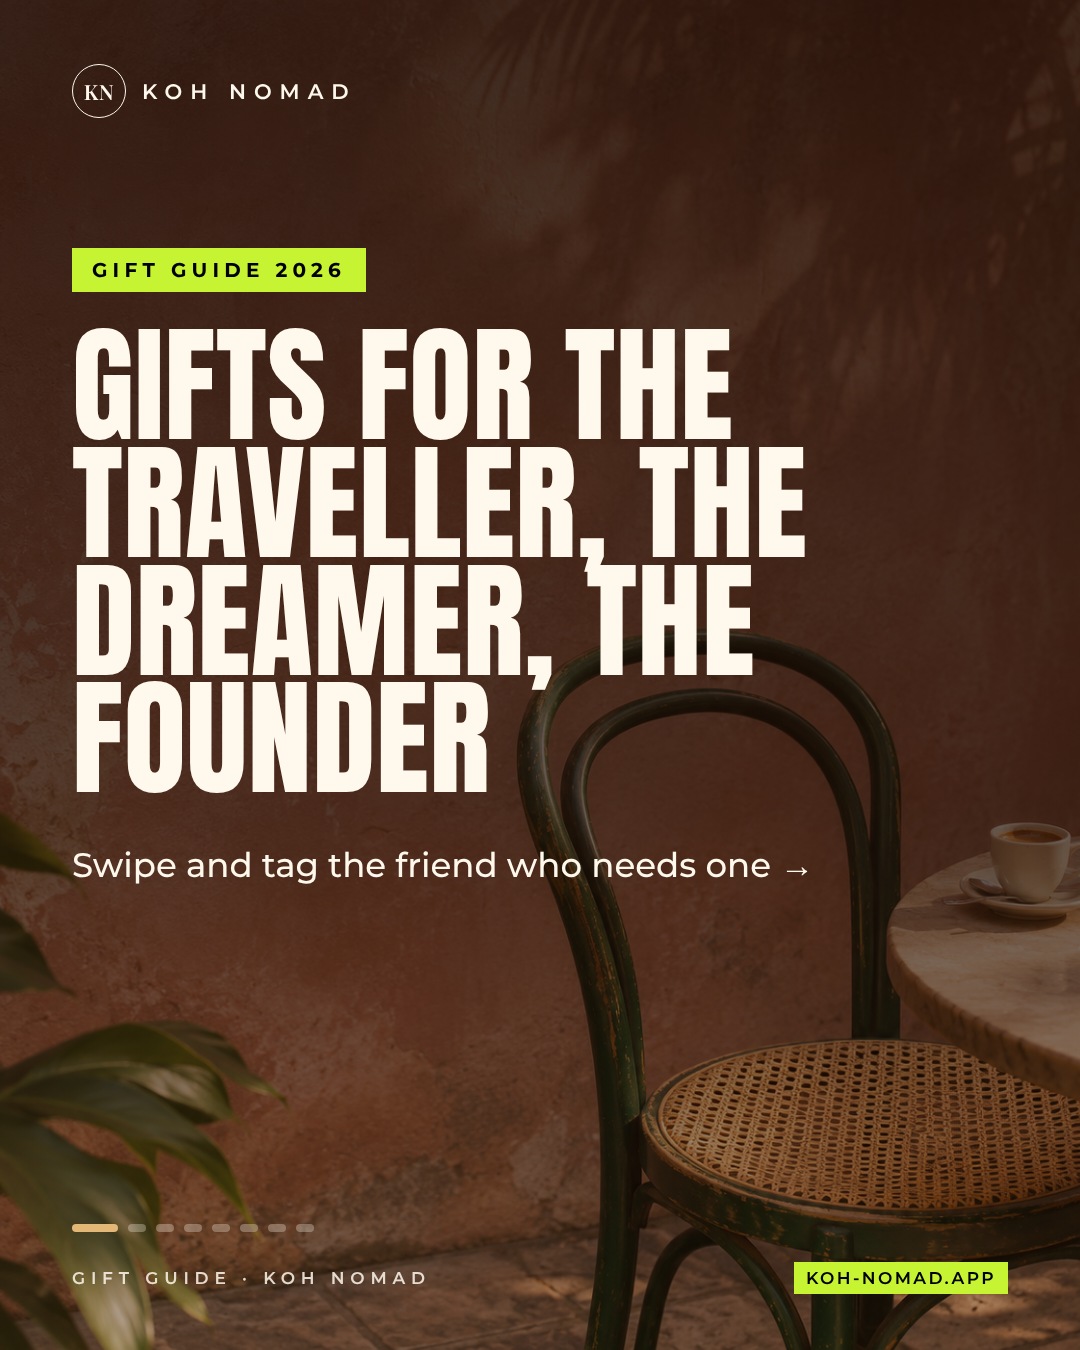 KN KOH NOMAD
GIFT GUIDE 2026
GIFTS FOR THE
TRAVELLER, THE
DREAMER, THE
FOUNDER
Swipe and tag the friend who needs one →
GIFT GUIDE · KOH NOMAD
KOH-NOMAD.APP